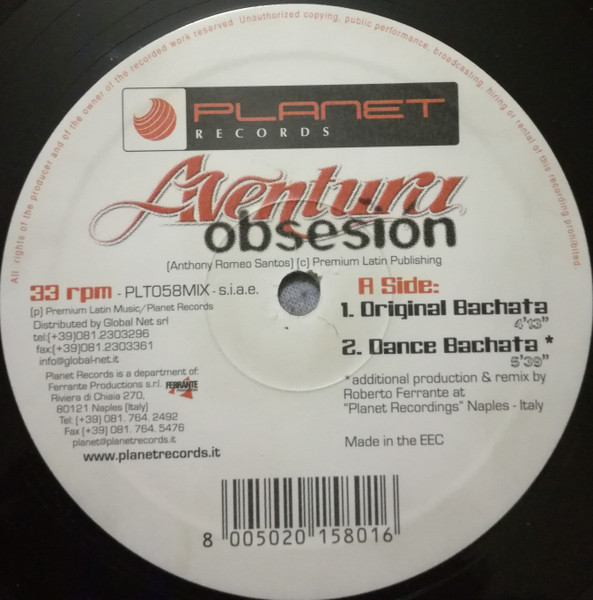 All rights of the producer and of the owner of the recorded work reserved. Unauthorized copying, public performance, broadcasting, hiring or rental of this recording prohibited.
PLANET
RECORDS
Aventura
obsesión
(Anthony Romeo Santos) (c) Premium Latin Publishing
33 rpm - PLT058MIX - s.i.a.e.
(p) Premium Latin Music/Planet Records
Distributed by Global Net srl
tel:(+39)081.2303296
fax:(+39)081.2303361
info@global-net.it
Planet Records is a department of:
Ferrante Productions s.r.l.
FERRANTE
Riviera di Chiaia 270,
80121 Naples (Italy)
Tel: (+39) 081. 764. 2492
Fax (+39) 081. 764. 5476
planet@planetrecords.it
www.planetrecords.it
A Side:
1. Original Bachata
4'13"
2. Dance Bachata *
5'39"
*additional production & remix by
Roberto Ferrante at
"Planet Recordings" Naples - Italy
Made in the EEC
8 005020 158016